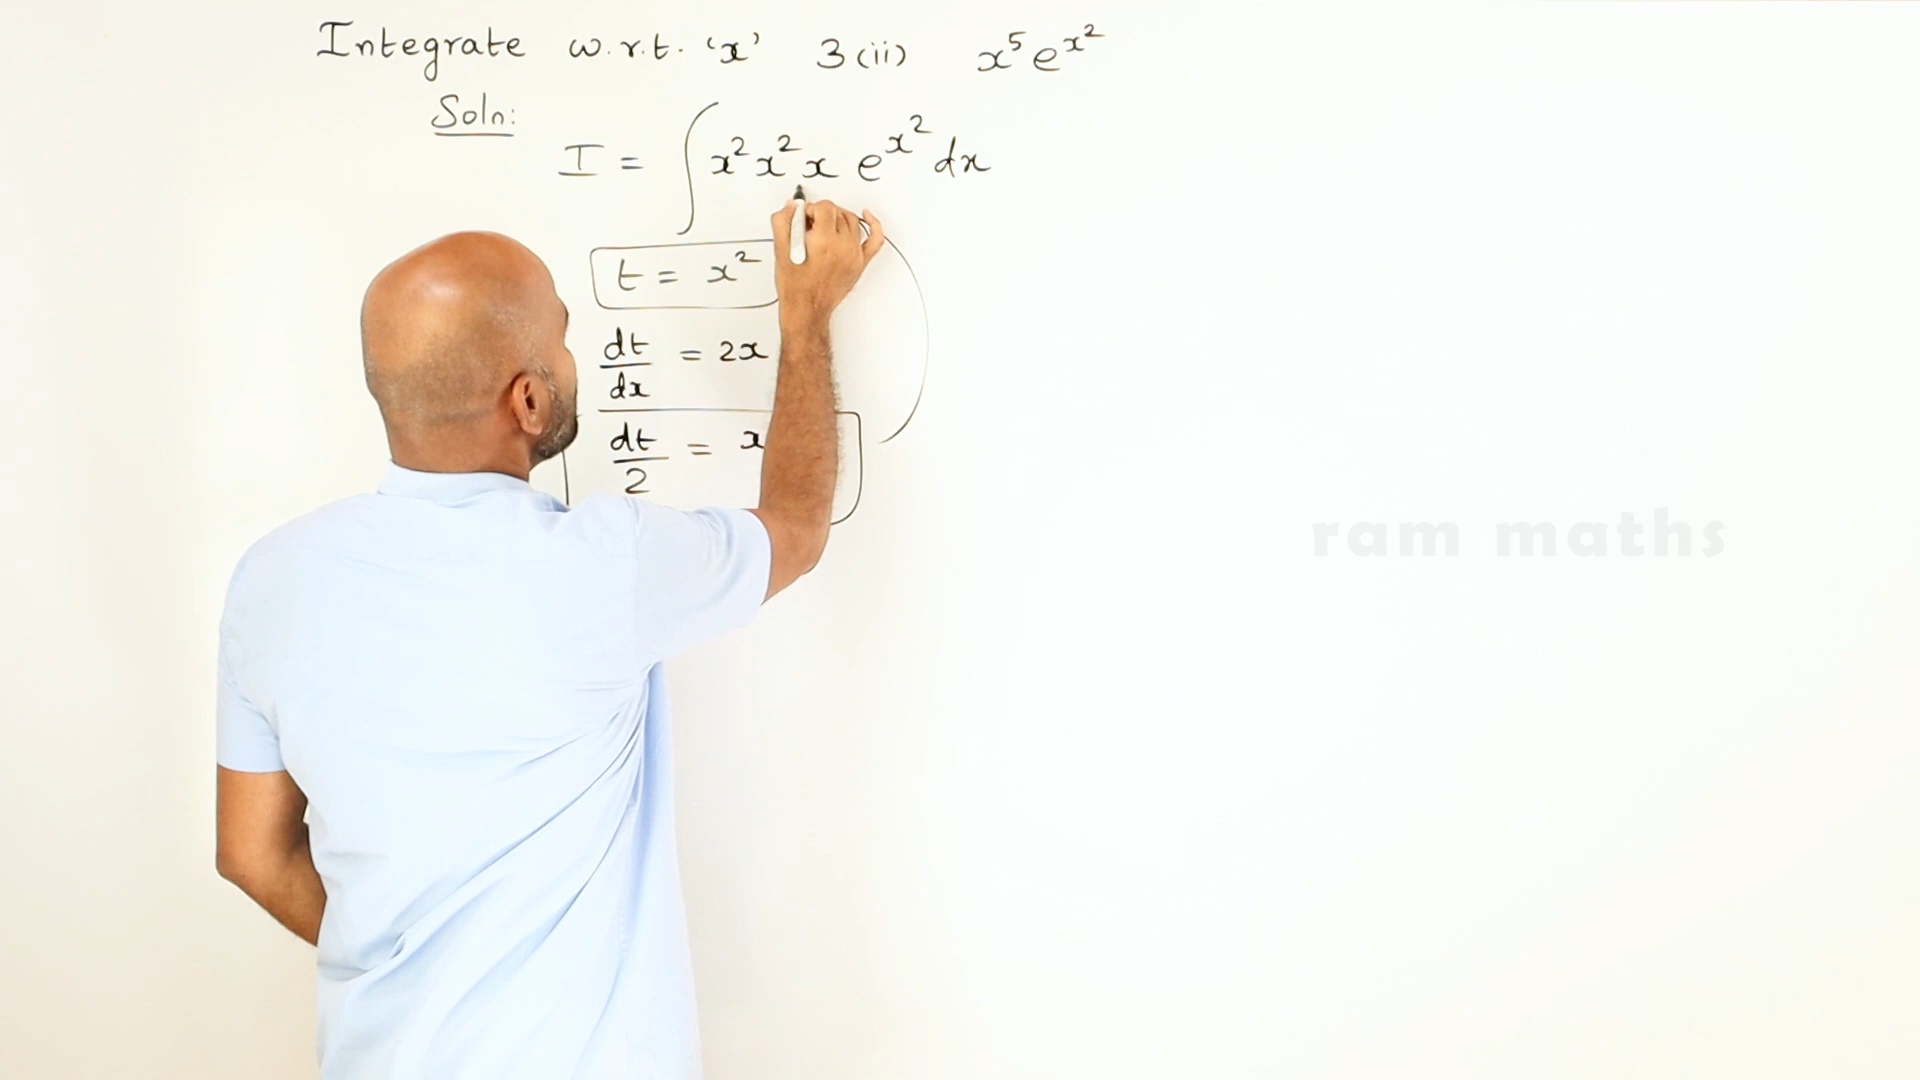 Integrate w.r.t. 'x' 3(ii) x⁵e^{x²}
Soln:
I = ∫ x²x²x e^{x²} dx
t = x²
dt/dx = 2x
dt/2 = x
ram maths